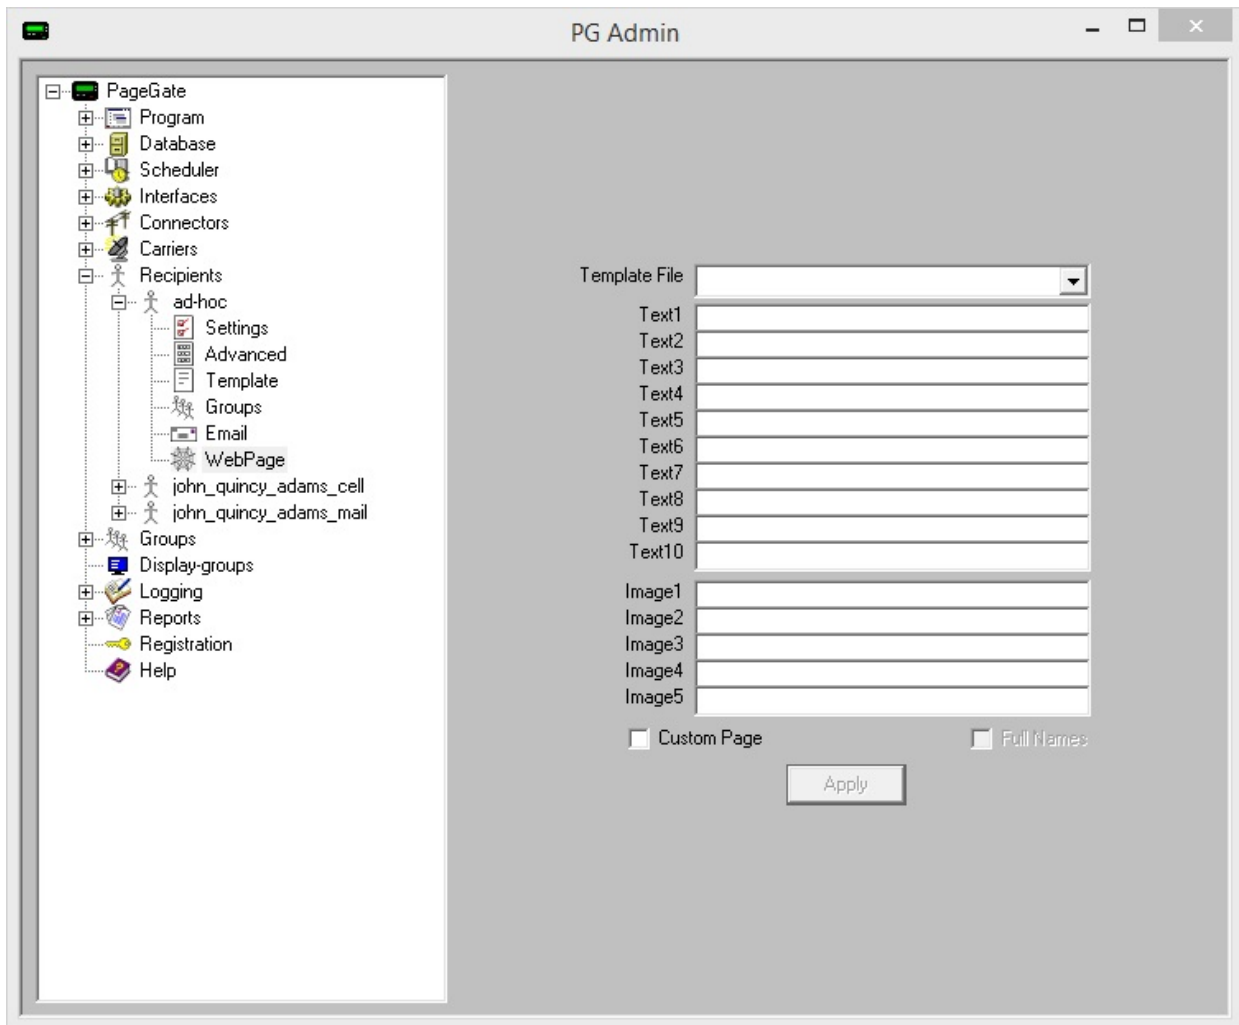 PG Admin
PageGate
Program
Database
Scheduler
Interfaces
Connectors
Carriers
Recipients
ad-hoc
Settings
Advanced
Template
Groups
Email
WebPage
john_quincy_adams_cell
john_quincy_adams_mail
Groups
Display-groups
Logging
Reports
Registration
Help
Template File
Text1
Text2
Text3
Text4
Text5
Text6
Text7
Text8
Text9
Text10
Image1
Image2
Image3
Image4
Image5
Custom Page Full Names
Apply